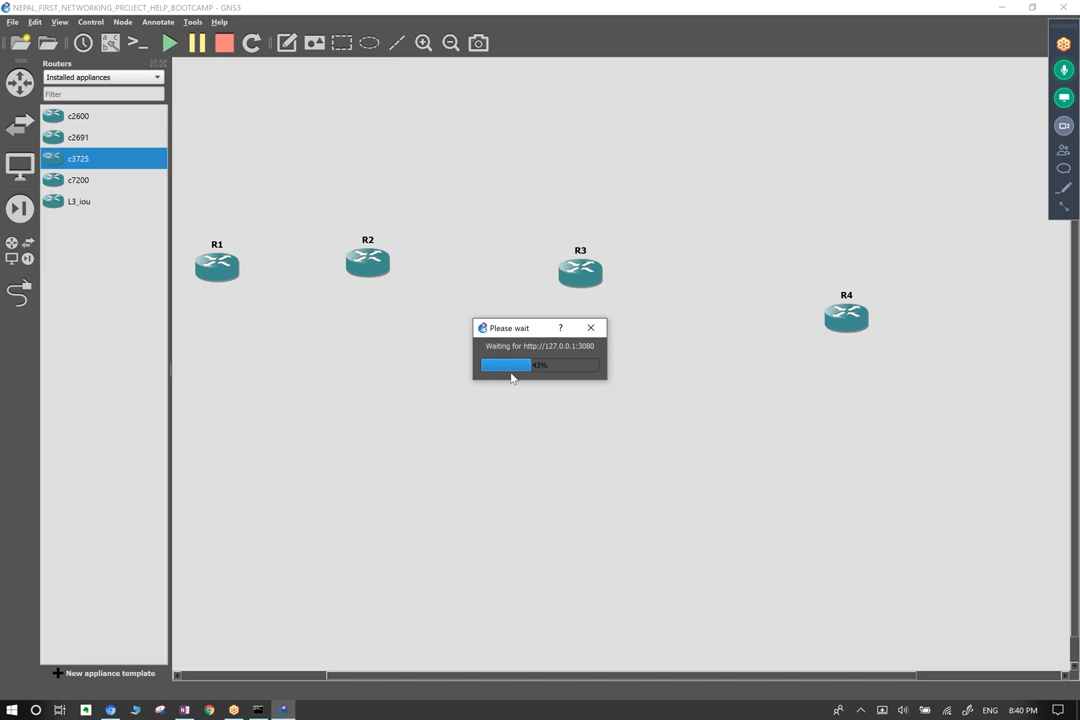 NEPAL_FIRST_NETWORKING_PROJECT_HELP_BOOTCAMP - GNS3
File Edit View Control Node Annotate Tools Help
Routers
Installed appliances
Filter
c2600
c2691
c3725
c7200
L3_iou
R1
R2
R3
R4
Please wait
?
Waiting for http://127.0.0.1:3080
43%
New appliance template
ENG
8:40 PM